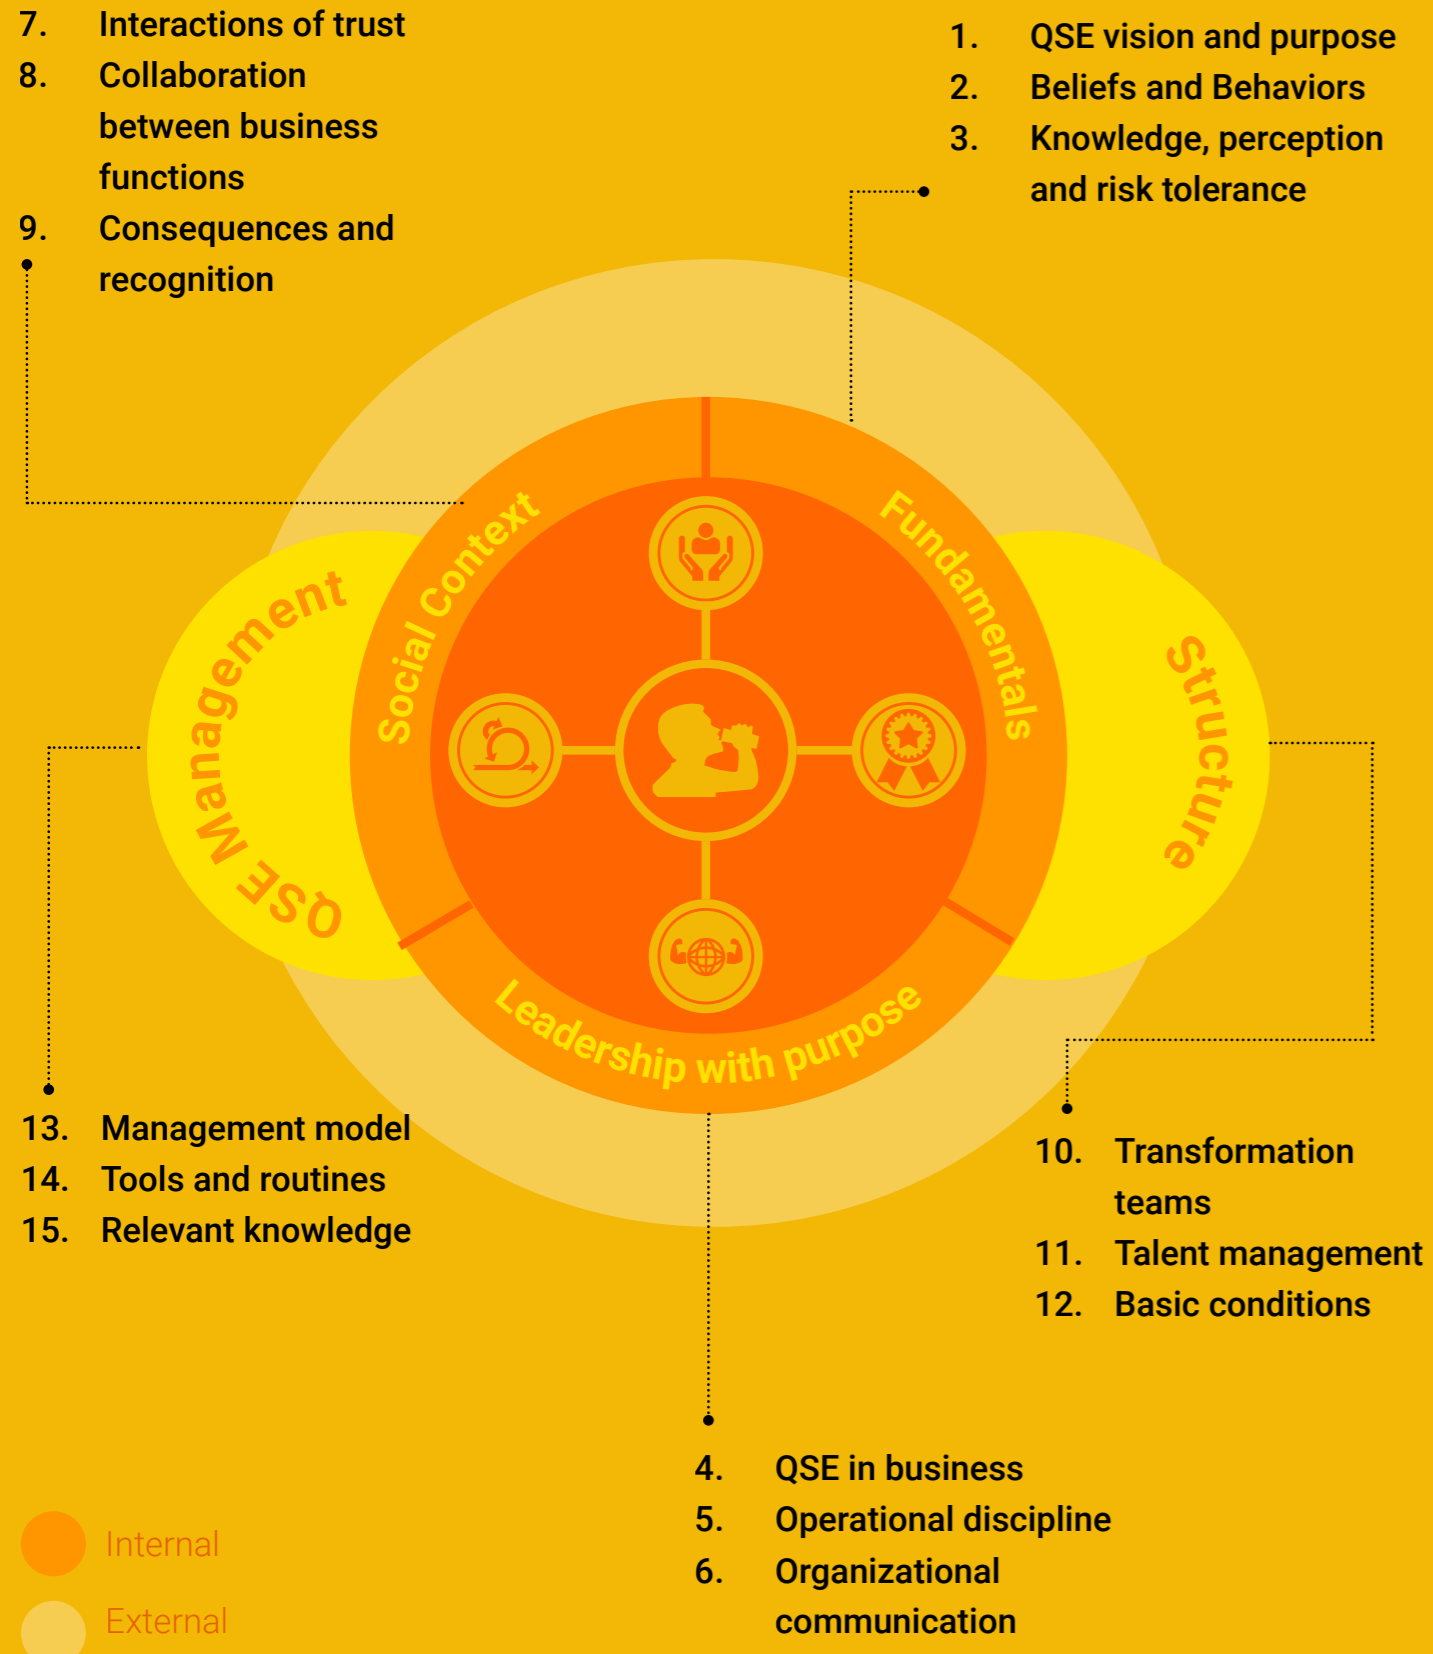 7. Interactions of trust
8. Collaboration
between business
functions
9. Consequences and
recognition
1. QSE vision and purpose
2. Beliefs and Behaviors
3. Knowledge, perception
and risk tolerance
Social Context
Fundamentals
QSE Management
Structure
Leadership with purpose
13. Management model
14. Tools and routines
15. Relevant knowledge
10. Transformation
teams
11. Talent management
12. Basic conditions
4. QSE in business
5. Operational discipline
6. Organizational
communication
Internal
External